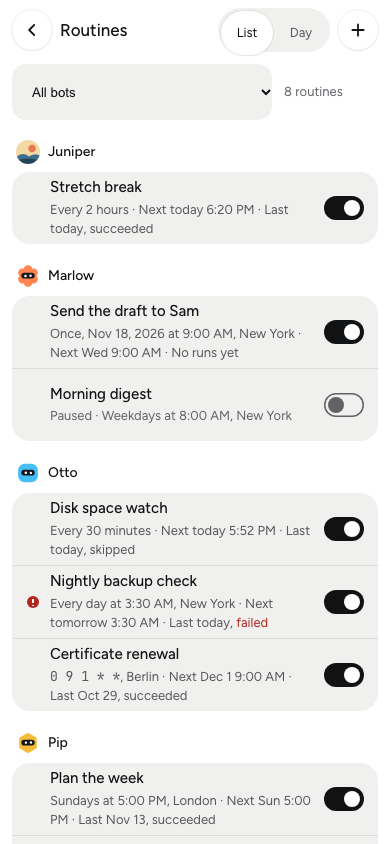 Routines
List
Day
All bots
8 routines
Juniper
Stretch break
Every 2 hours · Next today 6:20 PM · Last
today, succeeded
Marlow
Send the draft to Sam
Once, Nov 18, 2026 at 9:00 AM, New York ·
Next Wed 9:00 AM · No runs yet
Morning digest
Paused · Weekdays at 8:00 AM, New York
Otto
Disk space watch
Every 30 minutes · Next today 5:52 PM · Last
today, skipped
Nightly backup check
Every day at 3:30 AM, New York · Next
tomorrow 3:30 AM · Last today, failed
Certificate renewal
0 9 1 * *, Berlin · Next Dec 1 9:00 AM ·
Last Oct 29, succeeded
Pip
Plan the week
Sundays at 5:00 PM, London · Next Sun 5:00
PM · Last Nov 13, succeeded